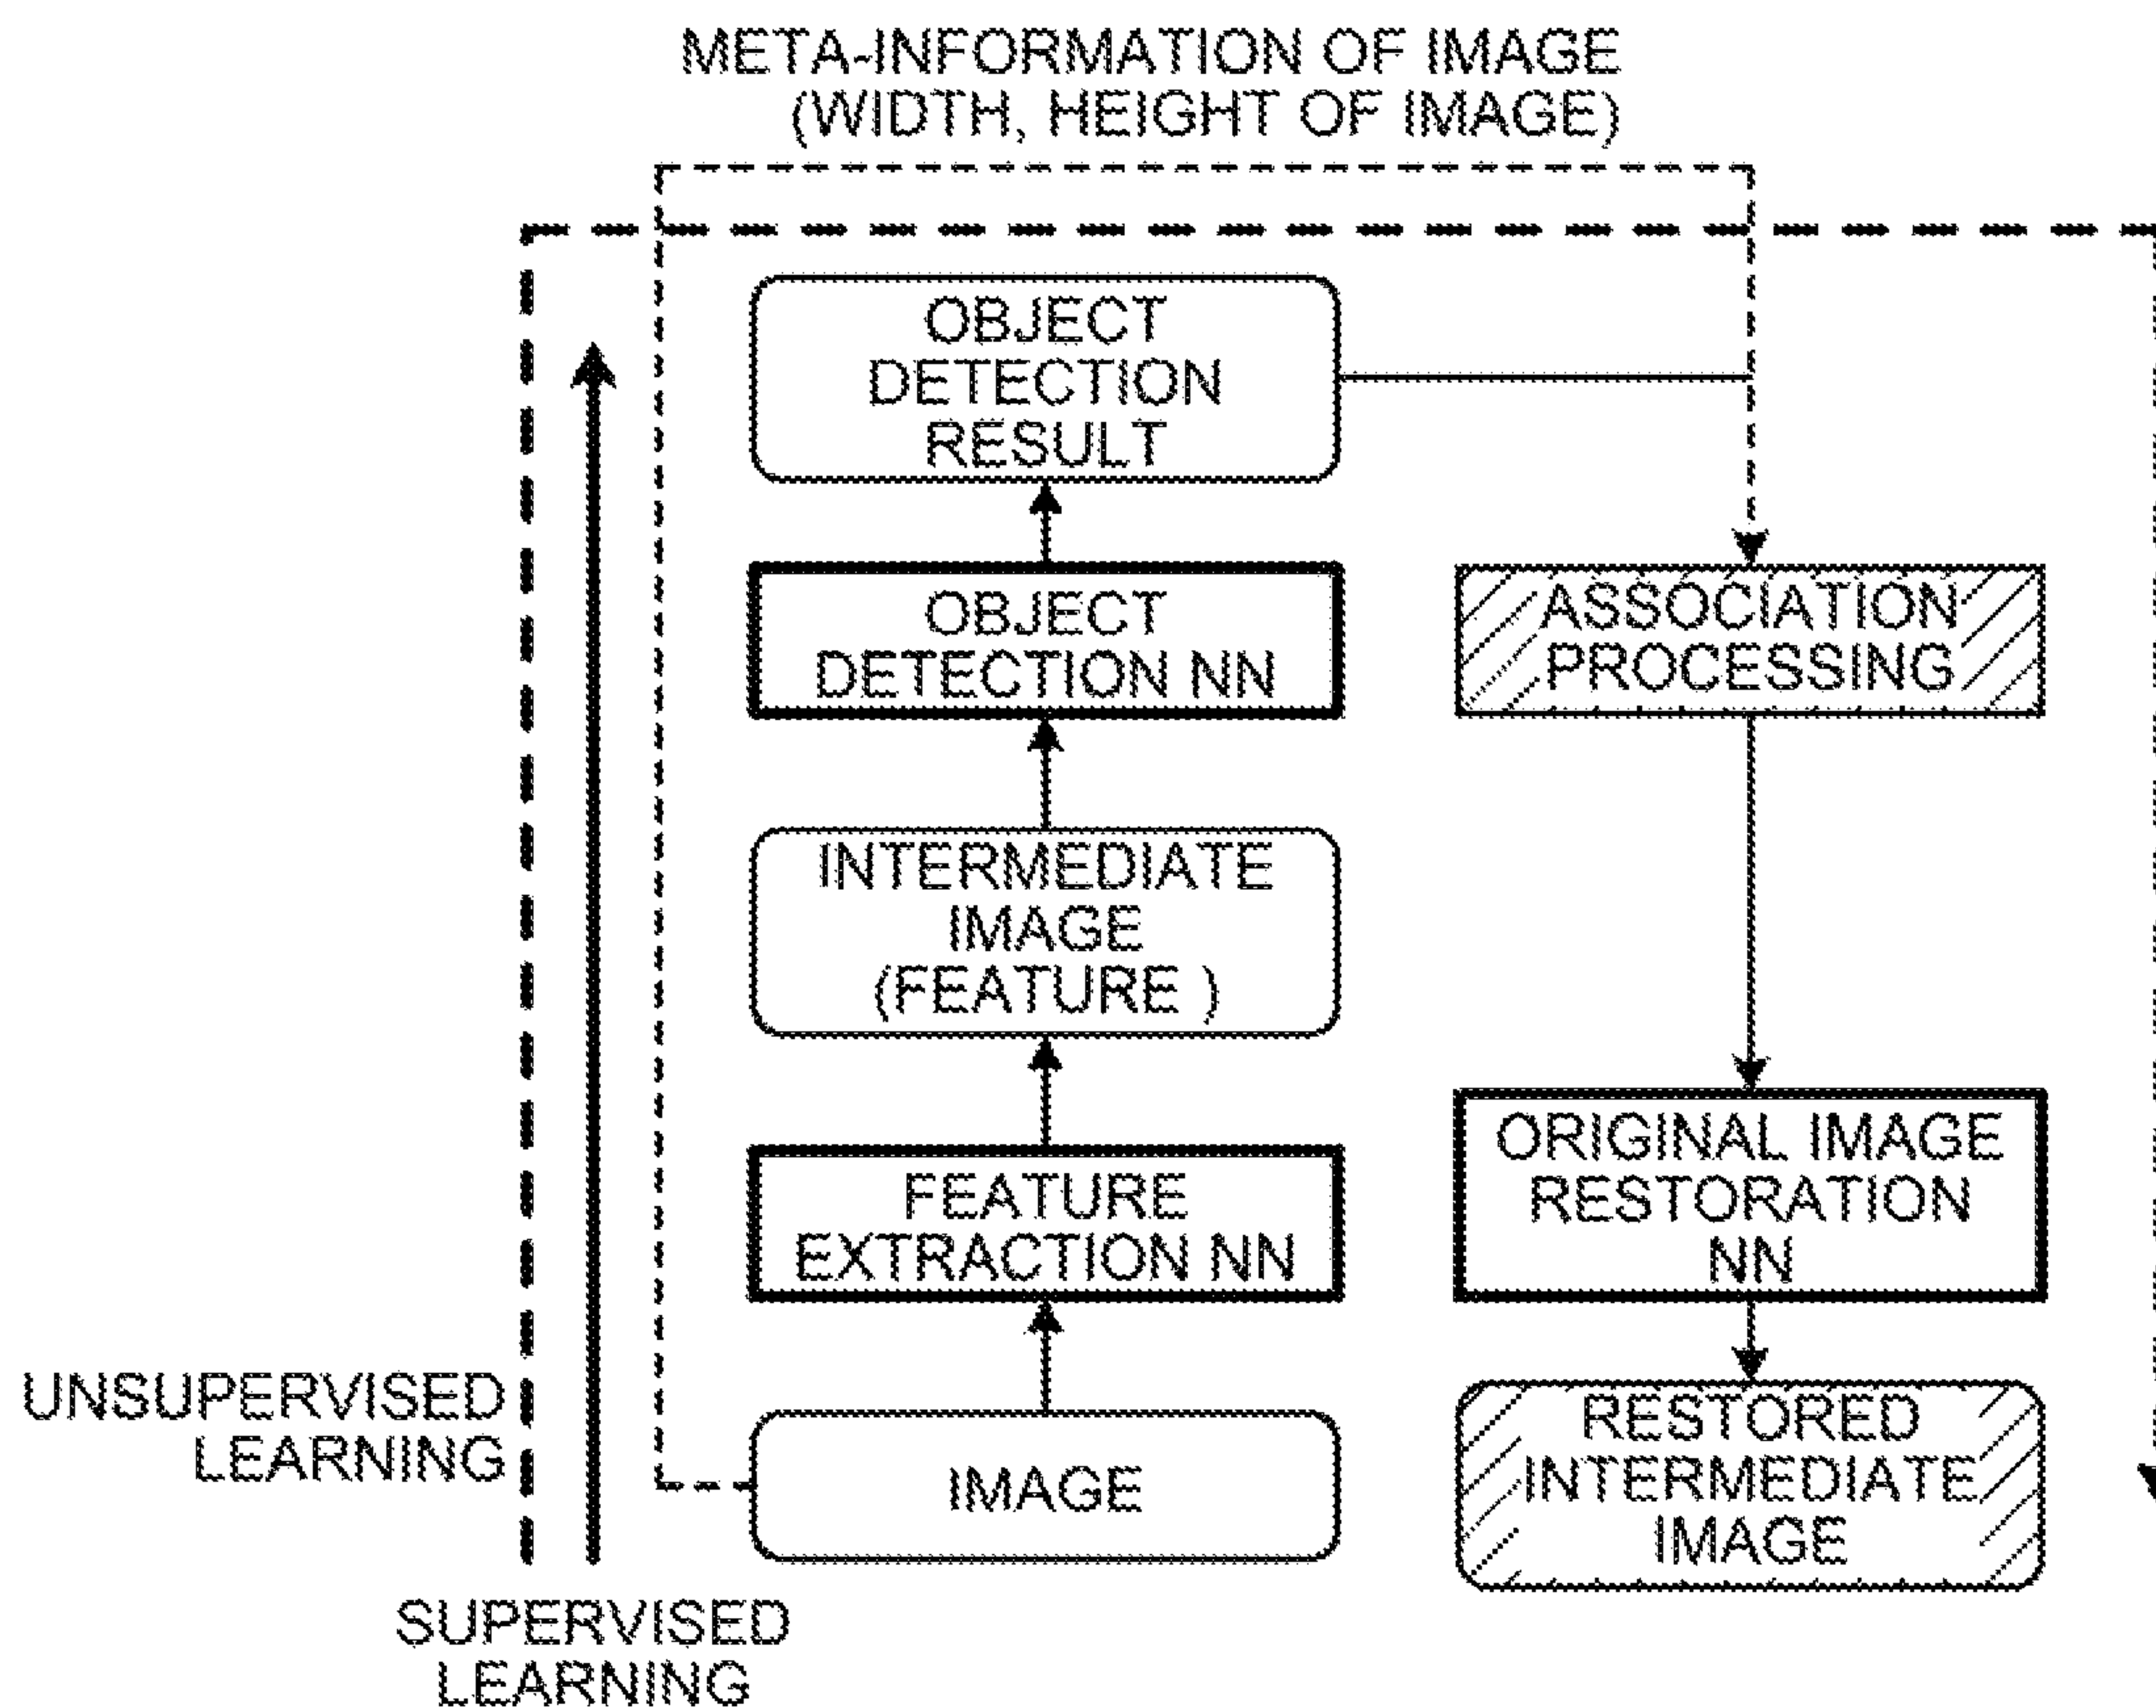 META-INFORMATION OF IMAGE
(WIDTH, HEIGHT OF IMAGE)
OBJECT
DETECTION
RESULT
OBJECT
DETECTION NN
ASSOCIATION
PROCESSING
INTERMEDIATE
IMAGE
(FEATURE )
FEATURE
EXTRACTION NN
ORIGINAL IMAGE
RESTORATION
NN
UNSUPERVISED
LEARNING
IMAGE
RESTORED
INTERMEDIATE
IMAGE
SUPERVISED
LEARNING